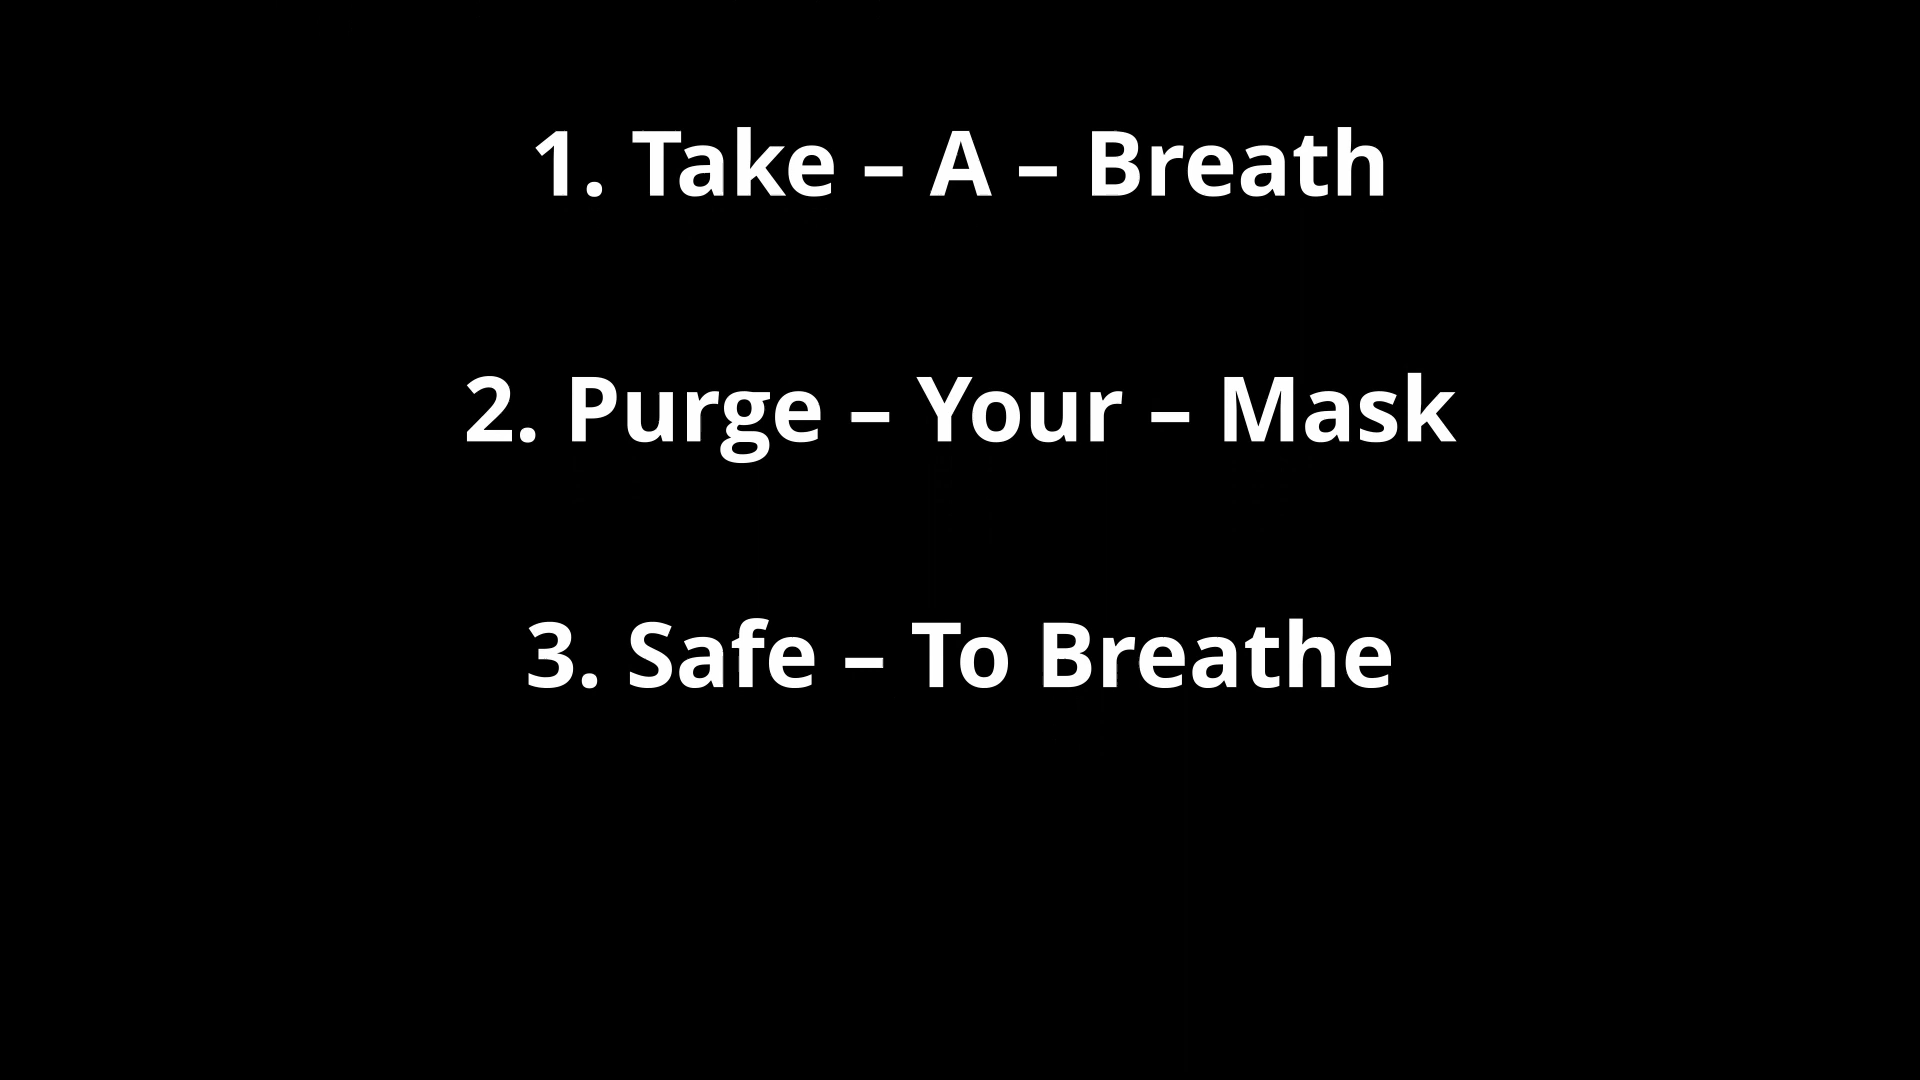 1. Take – A – Breath
2. Purge – Your – Mask
3. Safe – To Breathe